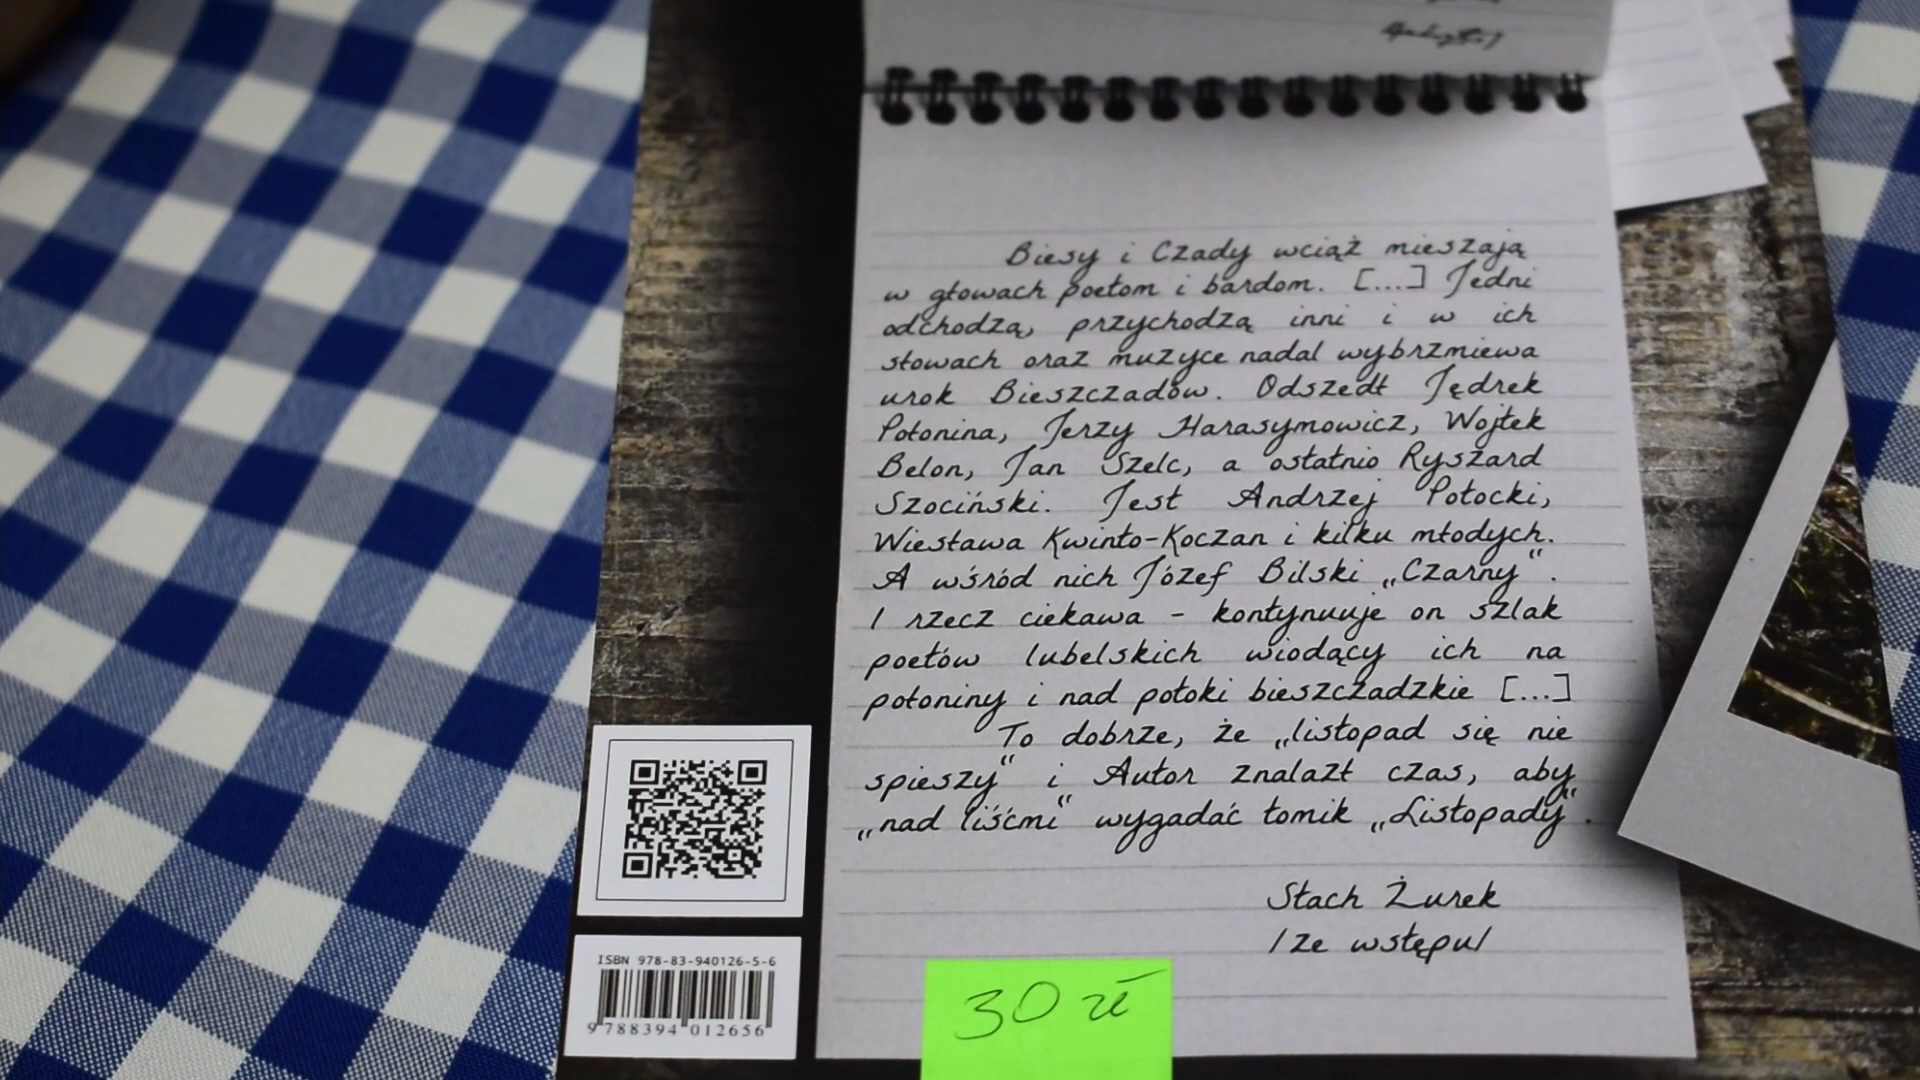 Biesy i Czady wciąż mieszają
w głowach poetom i bardom. [...] Jedni
odchodzą, przychodzą inni i w ich
słowach oraz muzyce nadal wybrzmiewa
urok Bieszczadów. Odszedł Jędrek
Połonina, Jerzy Harasymowicz, Wojtek
Belon, Jan Szelc, a ostatnio Ryszard
Szociński. Jest Andrzej Potocki,
Wiesława Kwinto-Koczan i kilku młodych.
A wśród nich Józef Bilski „Czarny".
I rzecz ciekawa - kontynuuje on szlak
poetów lubelskich wiodący ich na
połoniny i nad potoki bieszczadzkie [...]
To dobrze, że „listopad się nie
spieszy" i Autor znalazł czas, aby
„nad liśćmi" wygadać tomik „Listopady".
Stach Żurek
/ze wstępu/
ISBN 978-83-940126-5-6
9 788394 012656
30 zł